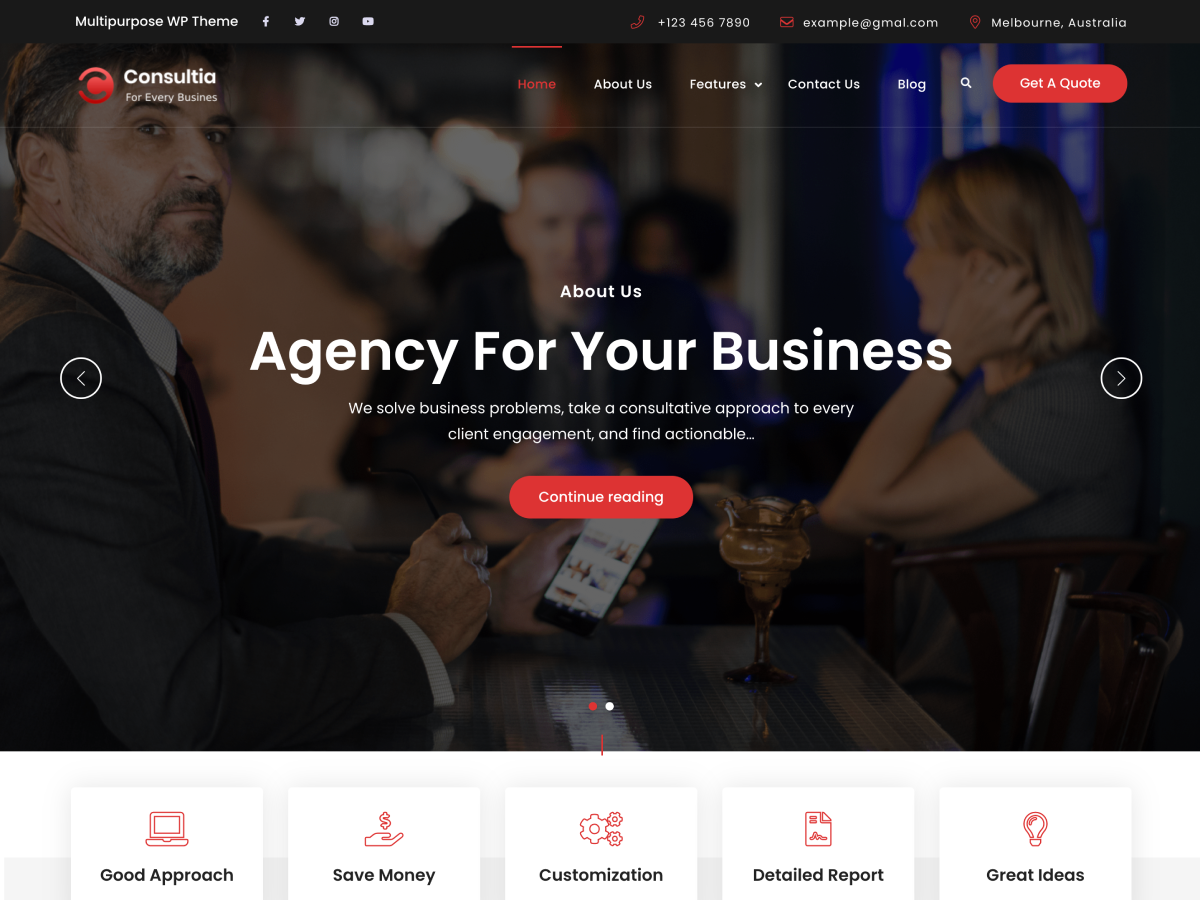 Multipurpose WP Theme
+123 456 7890
example@gmal.com
Melbourne, Australia
Consultia
For Every Busines
Home
About Us
Features
Contact Us
Blog
Get A Quote
About Us
Agency For Your Business
We solve business problems, take a consultative approach to every
client engagement, and find actionable...
Continue reading
Good Approach
Save Money
Customization
Detailed Report
Great Ideas